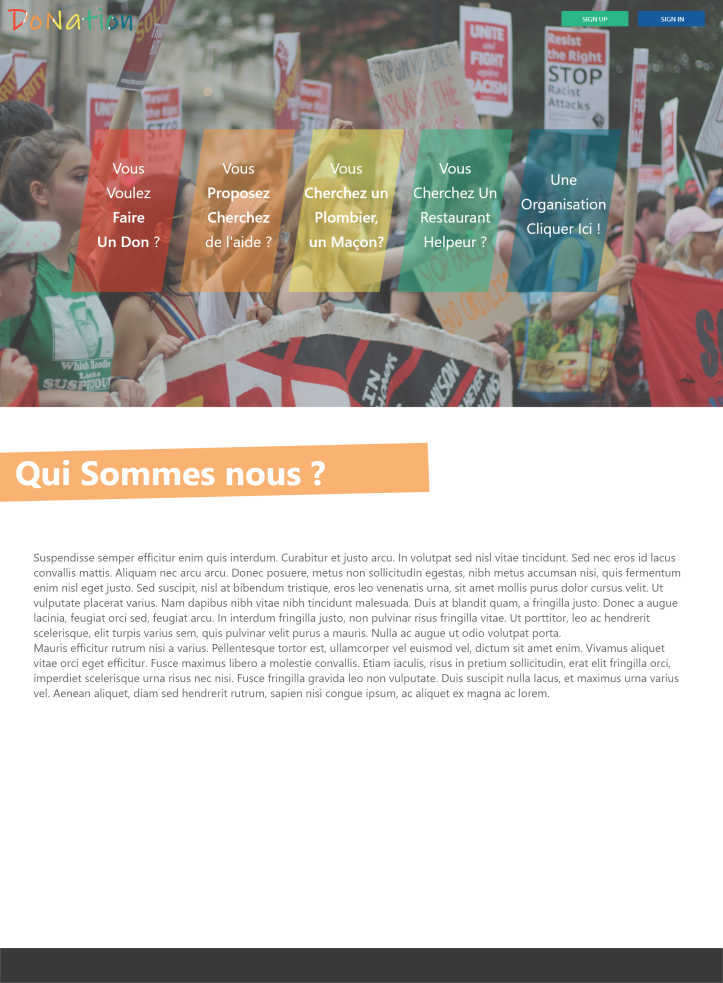 DoNation
SIGN UP
SIGN IN
UNITE
and
FIGHT
against
RACISM
Resist
the Right
STOP
Racist
Attacks
Vous
Voulez
Faire
Un Don ?
Vous
Proposez
Cherchez
de l'aide ?
Vous
Cherchez un
Plombier,
un Maçon?
Vous
Cherchez Un
Restaurant
Helpeur ?
Une
Organisation
Cliquer Ici !
Qui Sommes nous ?
Suspendisse semper efficitur enim quis interdum. Curabitur et justo arcu. In volutpat sed nisl vitae tincidunt. Sed nec eros id lacus
convallis mattis. Aliquam nec arcu arcu. Donec posuere, metus non sollicitudin egestas, nibh metus accumsan nisi, quis fermentum
enim nisl eget justo. Sed suscipit, nisl at bibendum tristique, eros leo venenatis urna, sit amet mollis purus dolor cursus velit. Ut
vulputate placerat varius. Nam dapibus nibh vitae nibh tincidunt malesuada. Duis at blandit quam, a fringilla justo. Donec a augue
lacinia, feugiat orci sed, feugiat arcu. In interdum fringilla justo, non pulvinar risus fringilla vitae. Ut porttitor, leo ac hendrerit
scelerisque, elit turpis varius sem, quis pulvinar velit purus a mauris. Nulla ac augue ut odio volutpat porta.
Mauris efficitur rutrum nisi a varius. Pellentesque tortor est, ullamcorper vel euismod vel, dictum sit amet enim. Vivamus aliquet
vitae orci eget efficitur. Fusce maximus libero a molestie convallis. Etiam iaculis, risus in pretium sollicitudin, erat elit fringilla orci,
imperdiet scelerisque urna risus nec nisi. Fusce fringilla gravida leo non vulputate. Duis suscipit nulla lacus, et maximus urna varius
vel. Aenean aliquet, diam sed hendrerit rutrum, sapien nisi congue ipsum, ac aliquet ex magna ac lorem.